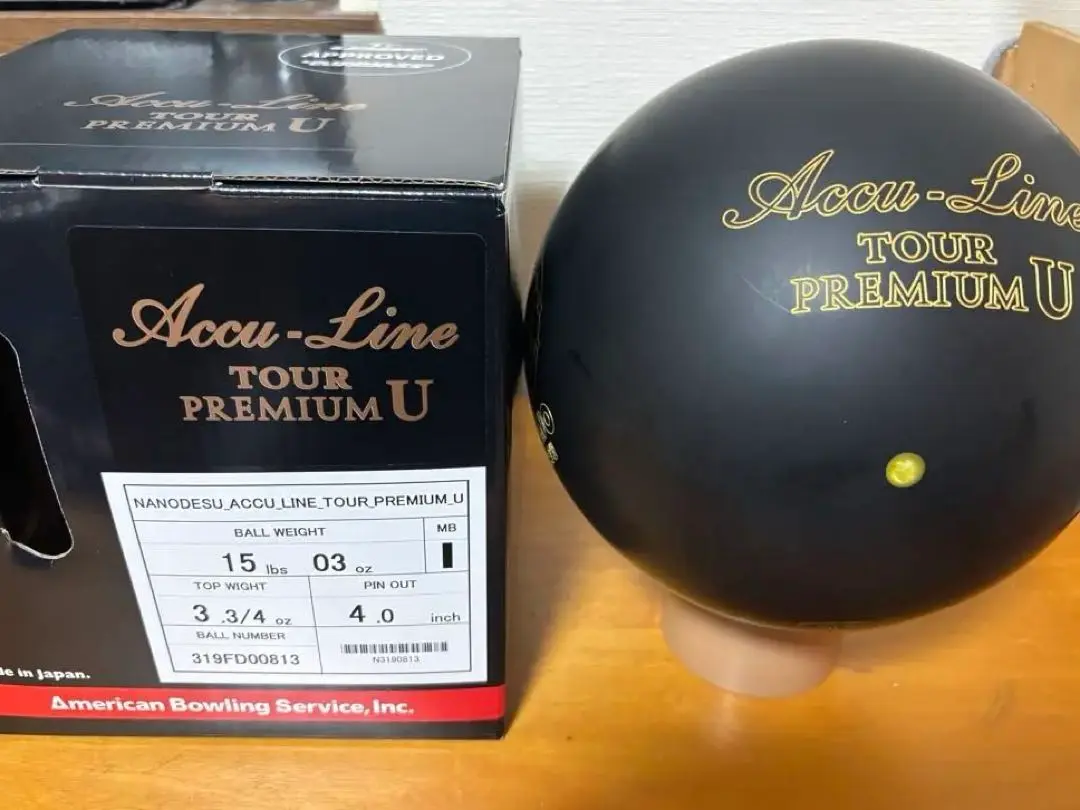 APPROVED
Accu-Line
TOUR
PREMIUM U
Accu-Line
TOUR
PREMIUM U
NANODESU_ACCU_LINE_TOUR_PREMIUM_U
BALL WEIGHT
MB
15 lbs 03 oz
TOP WIGHT
PIN OUT
3 .3/4 oz
4 .0 inch
BALL NUMBER
319FD00813
N3190813
de in Japan.
American Bowling Service, Inc.
Accu-Line
TOUR
PREMIUM U